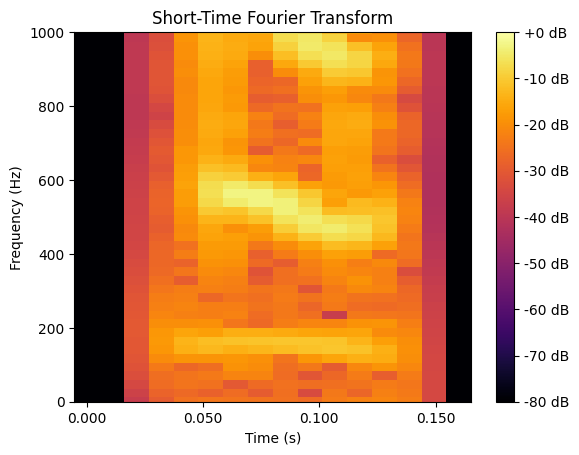 Short-Time Fourier Transform
1000
800
600
400
200
0
Frequency (Hz)
0.000
0.050
0.100
0.150
Time (s)
+0 dB
-10 dB
-20 dB
-30 dB
-40 dB
-50 dB
-60 dB
-70 dB
-80 dB